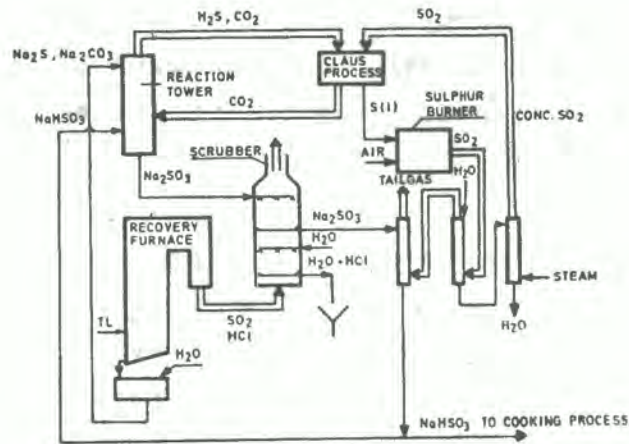 H2S, CO2
SO2
Na2S, Na2CO3
CLAUS
PROCESS
REACTION
TOWER
CO2
S(l)
SULPHUR
BURNER
CONC. SO2
NaHSO3
AIR
SO2
H2O
TAILGAS
SCRUBBER
Na2SO3
Na2SO3
RECOVERY
FURNACE
H2O
H2O + HCl
STEAM
SO2
HCl
H2O
TL
H2O
NaHSO3 TO COOKING PROCESS